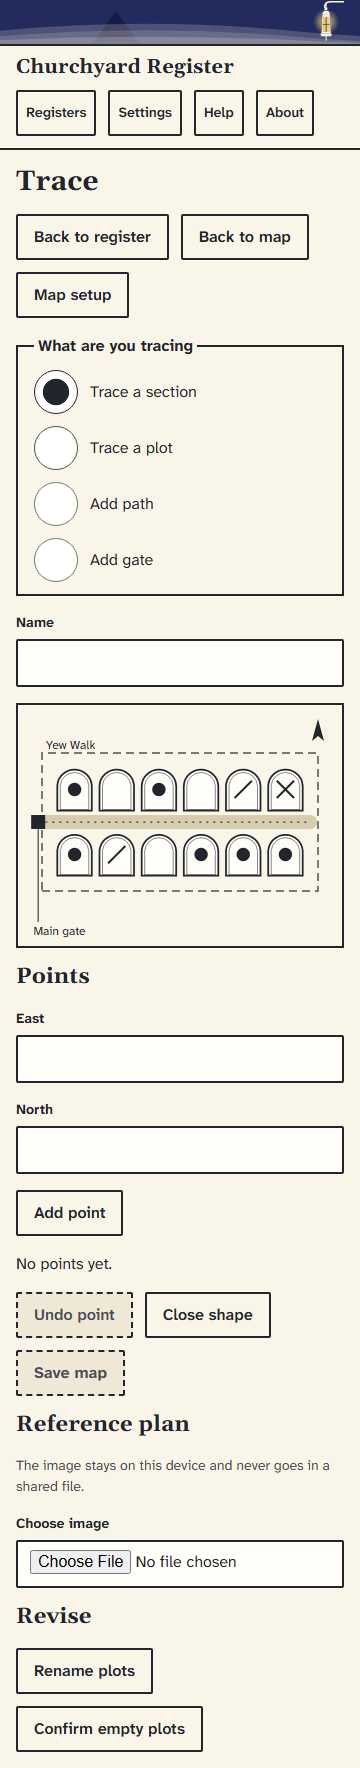 Churchyard Register
Registers
Settings
Help
About
Trace
Back to register
Back to map
Map setup
What are you tracing
Trace a section
Trace a plot
Add path
Add gate
Name
Yew Walk
Main gate
Points
East
North
Add point
No points yet.
Undo point
Close shape
Save map
Reference plan
The image stays on this device and never goes in a
shared file.
Choose image
Choose File No file chosen
Revise
Rename plots
Confirm empty plots